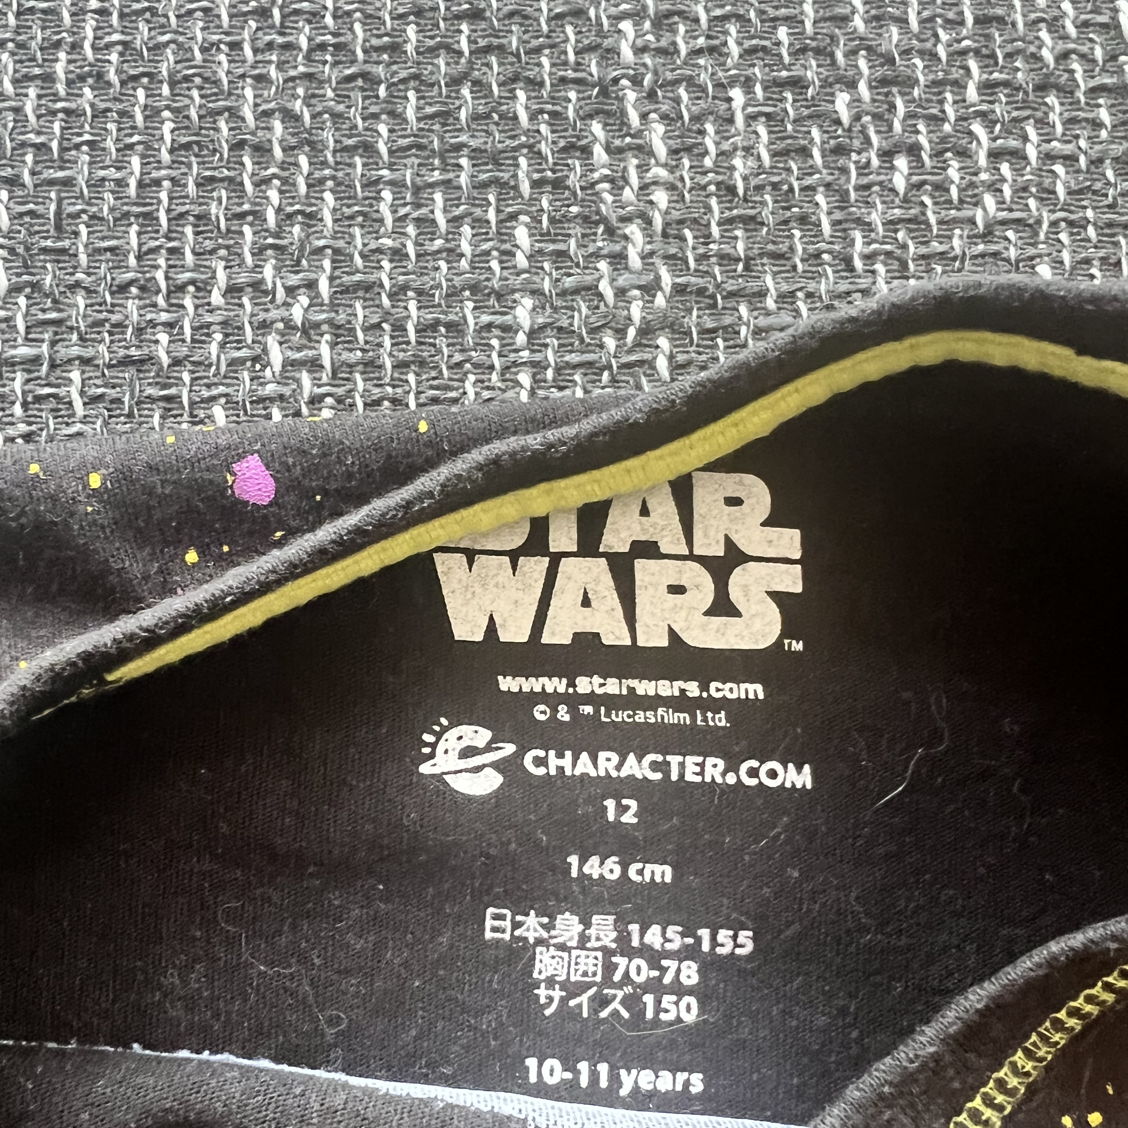 STAR
WARS™
www.starwars.com
© & ™ Lucasfilm Ltd.
CHARACTER.COM
12
146 cm
日本身長 145-155
胸囲 70-78
サイズ 150
10-11 years